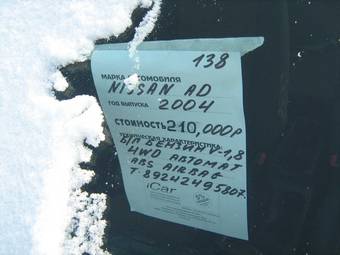 138
МАРКА АВТОМОБИЛЯ
NISSAN AD
ГОД ВЫПУСКА 2004
СТОИМОСТЬ 210,000Р
ТЕХНИЧЕСКАЯ ХАРАКТЕРИСТИКА:
Б/П БЕНЗИН 1,8
4WD АВТОМАТ
ABS AIRBAG
Т. 89242495807.
iCar